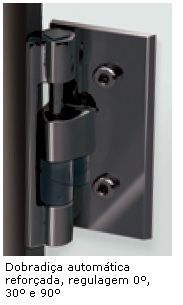 Dobradiça automática
reforçada, regulagem 0º,
30º e 90º